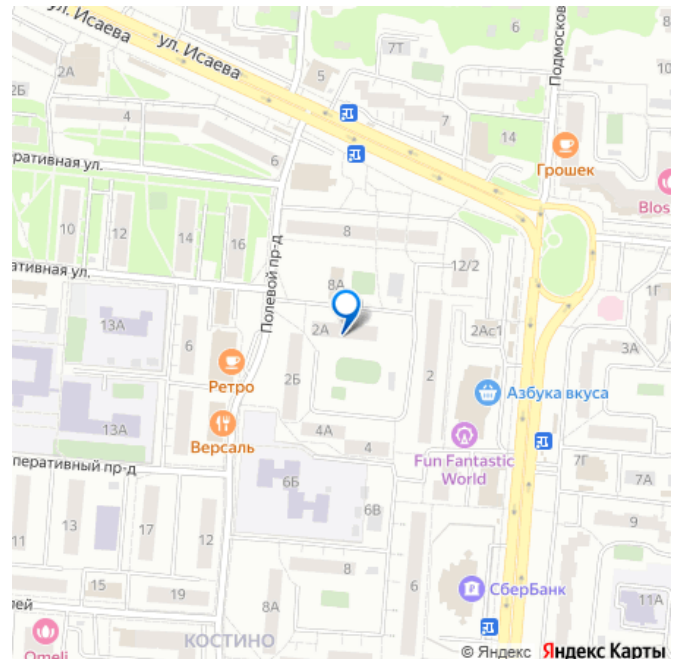 6
Подмосков
7Т
ул. Исаева
ул. Исаева
5
2А
10
2Б
4
7
14
6
Грошек
еративная ул.
Blos
10
12
14
16
8
Полевой пр-д
12/2
ативная ул.
8А
1Г
13А
2А
2Ас1
6
3А
2Б
2
Ретро
Азбука вкуса
13А
4А
Версаль
4
Fun Fantastic
World
7Г
оперативный пр-д
7А
6Б
6В
13
17
12
9
11
8
6
15
19
СберБанк
лей
8А
11А
КОСТИНО
Omeli
© Яндекс Яндекс Карты